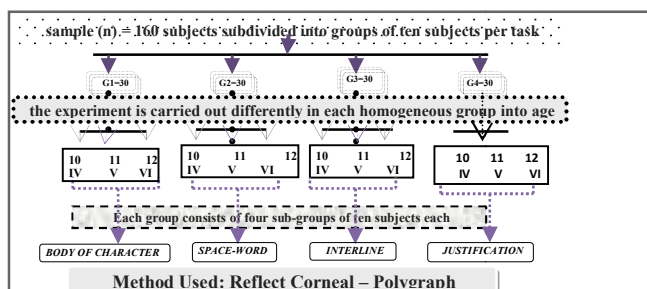 sample (n) = 160 subjects subdivided into groups of ten subjects per task
G1=30 G2=30 G3=30 G4=30
the experiment is carried out differently in each homogeneous group into age
10 11 12 10 11 12 10 11 12 10 11 12
IV V VI IV V VI IV V VI IV V VI
Each group consists of four sub-groups of ten subjects each
BODY OF CHARACTER SPACE-WORD INTERLINE JUSTIFICATION
Method Used: Reflect Corneal – Polygraph